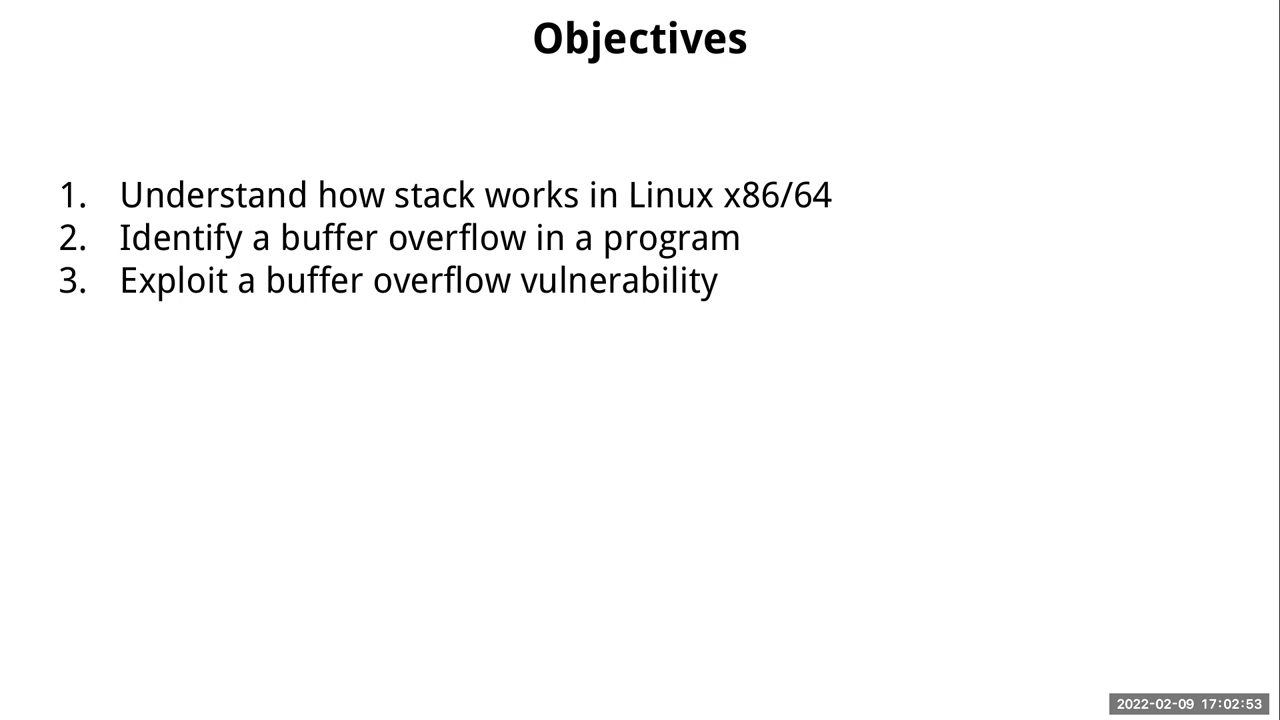 Objectives
1. Understand how stack works in Linux x86/64
2. Identify a buffer overflow in a program
3. Exploit a buffer overflow vulnerability
2022-02-09 17:02:53